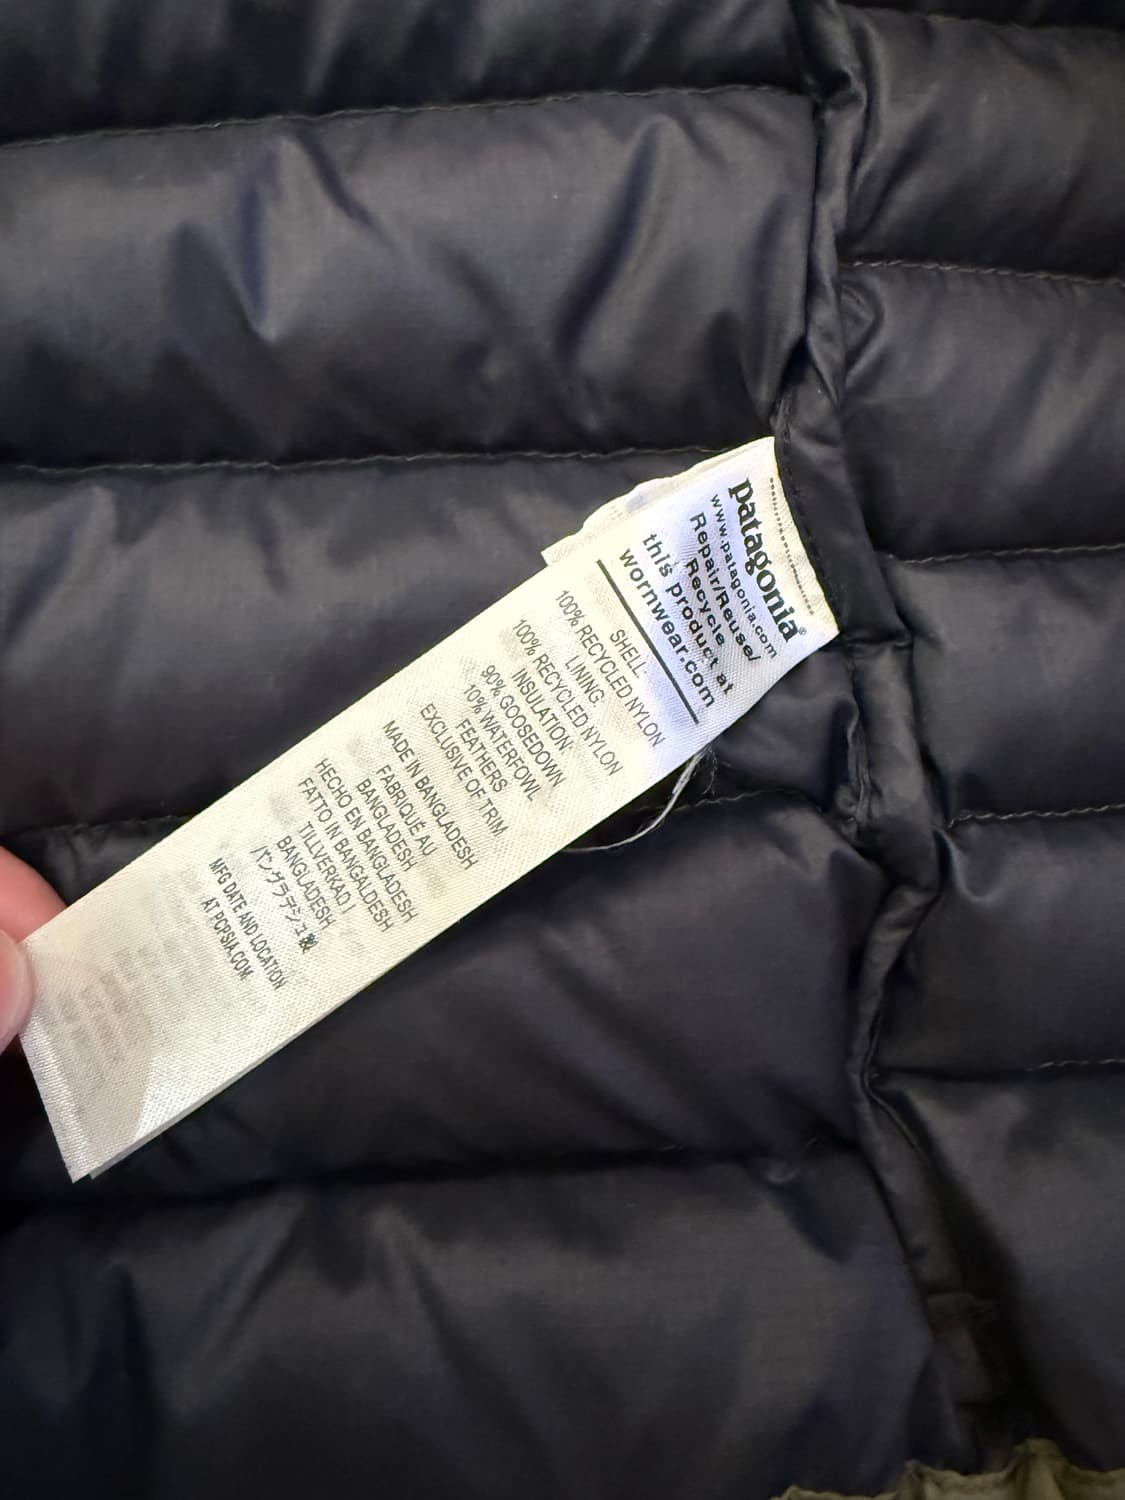 patagonia®
www.patagonia.com
Repair/Reuse/
Recycle
this product at
wornwear.com
SHELL:
100% RECYCLED NYLON
LINING:
100% RECYCLED NYLON
INSULATION:
90% GOOSEDOWN
10% WATERFOWL
FEATHERS
EXCLUSIVE OF TRIM
MADE IN BANGLADESH
FABRIQUÉ AU
BANGLADESH
HECHO EN BANGLADESH
FATTO IN BANGALDESH
TILLVERKAD I
BANGLADESH
バングラデシュ製
MFG DATE AND LOCATION
AT PCPSIA.COM